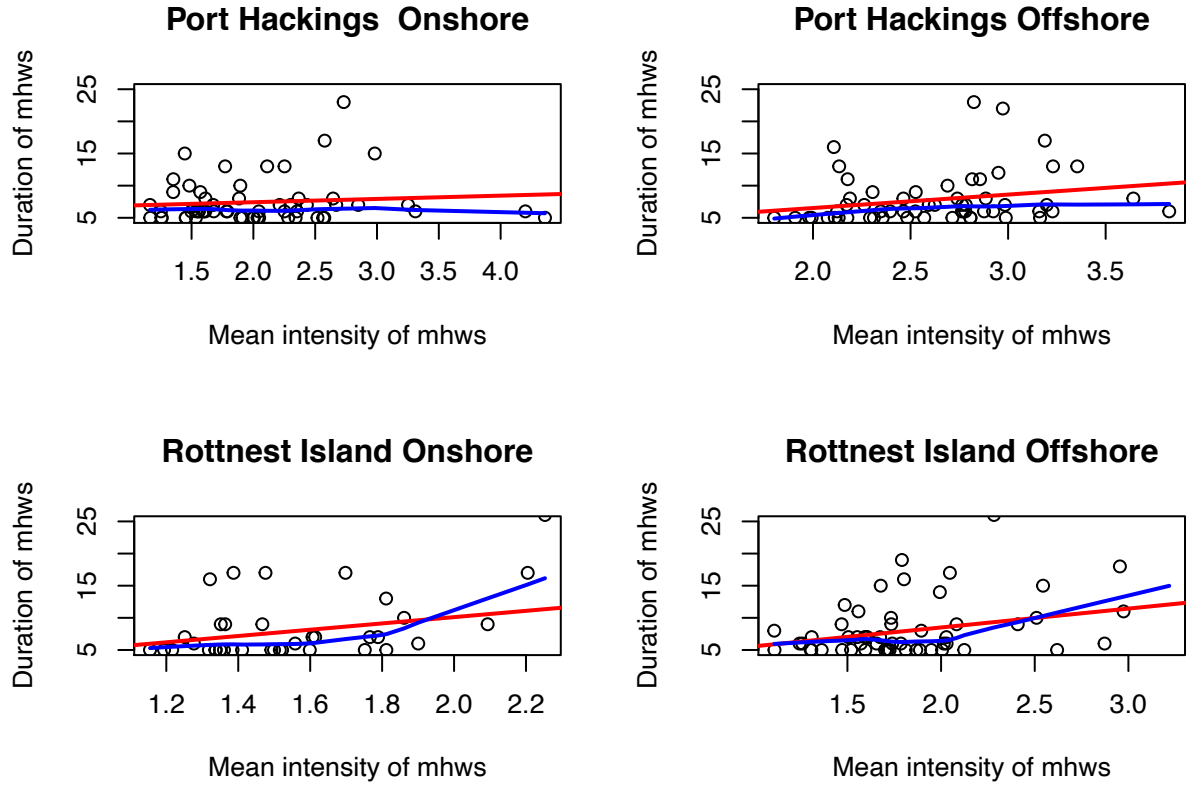 Port Hackings  Onshore
Duration of mhws
25
15
5
1.5 2.0 2.5 3.0 3.5 4.0
Mean intensity of mhws
Port Hackings Offshore
Duration of mhws
25
15
5
2.0 2.5 3.0 3.5
Mean intensity of mhws
Rottnest Island Onshore
Duration of mhws
25
15
5
1.2 1.4 1.6 1.8 2.0 2.2
Mean intensity of mhws
Rottnest Island Offshore
Duration of mhws
25
15
5
1.5 2.0 2.5 3.0
Mean intensity of mhws